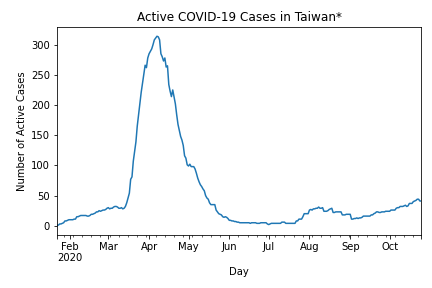 Active COVID-19 Cases in Taiwan*
Number of Active Cases
300
250
200
150
100
50
0
Feb Mar Apr May Jun Jul Aug Sep Oct
2020
Day